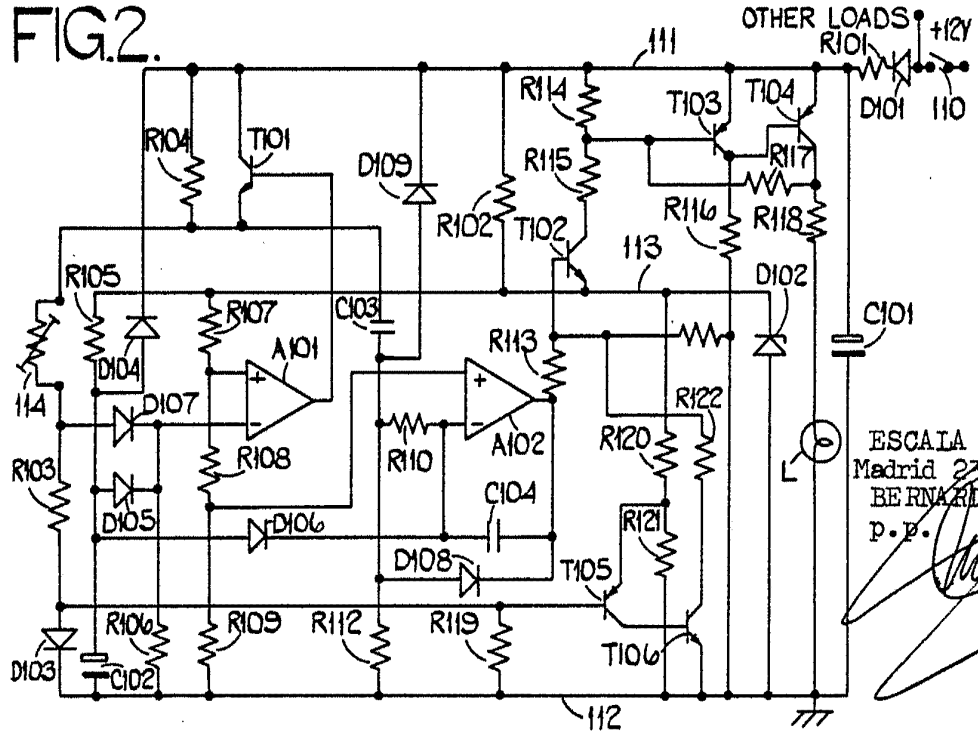 FIG.2.
OTHER LOADS
+12V
R101
111
D101
110
R114
T103
T104
R104
T101
D109
R115
R117
R102
T102
R116
R118
R105
113
D102
C101
D104
R107
C103
A101
R113
114
D107
R122
R110
A102
R120
L
R103
R108
D105
D106
C104
R121
D108
T105
R106
R109
R112
R119
T106
D103
C102
112
ESCALA
Madrid
p.p.